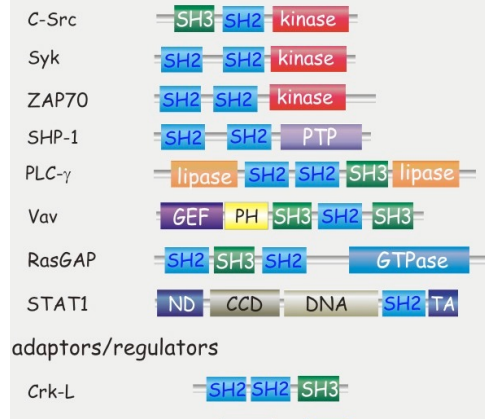 C-Src SH3 SH2 kinase
Syk SH2 SH2 kinase
ZAP70 SH2 SH2 kinase
SHP-1 SH2 SH2 PTP
PLC-γ lipase SH2 SH2 SH3 lipase
Vav GEF PH SH3 SH2 SH3
RasGAP SH2 SH3 SH2 GTPase
STAT1 ND CCD DNA SH2 TA
adaptors/regulators
Crk-L SH2 SH2 SH3